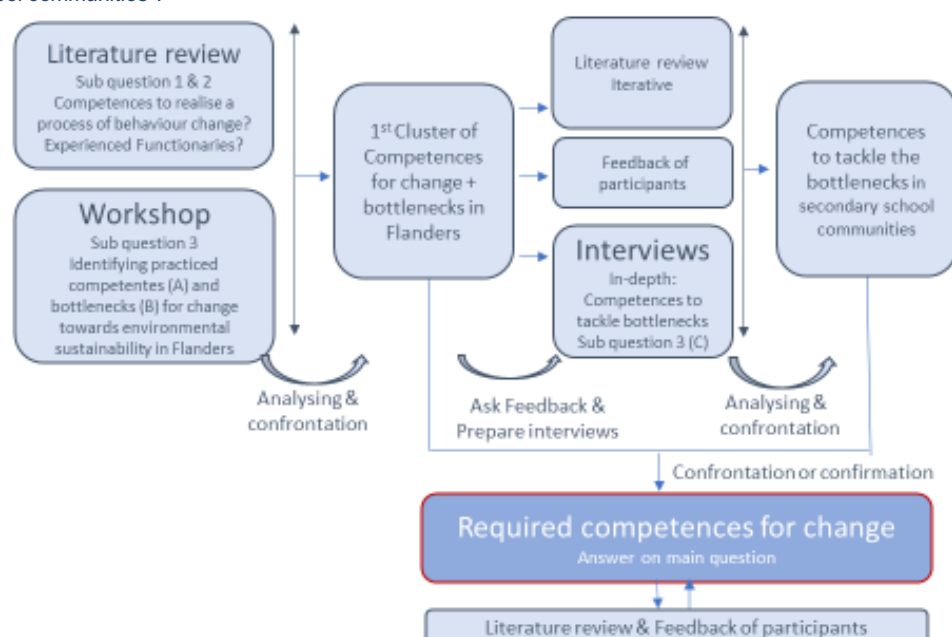 communities".
Literature review
Sub question 1 & 2
Competences to realise a
process of behaviour change?
Experienced Functionaries?
Workshop
Sub question 3
Identifying practiced
competentes (A) and
bottlenecks (B) for change
towards environmental
sustainability in Flanders
Analysing &
confrontation
1st Cluster of
Competences
for change +
bottlenecks in
Flanders
Ask Feedback &
Prepare interviews
Literature review
Iterative
Feedback of
participants
Interviews
In-depth:
Competences to
tackle bottlenecks
Sub question 3 (C)
Analysing &
confrontation
Competences
to tackle the
bottlenecks in
secondary school
communities
Confrontation or confirmation
Required competences for change
Answer on main question
Literature review & Feedback of participants